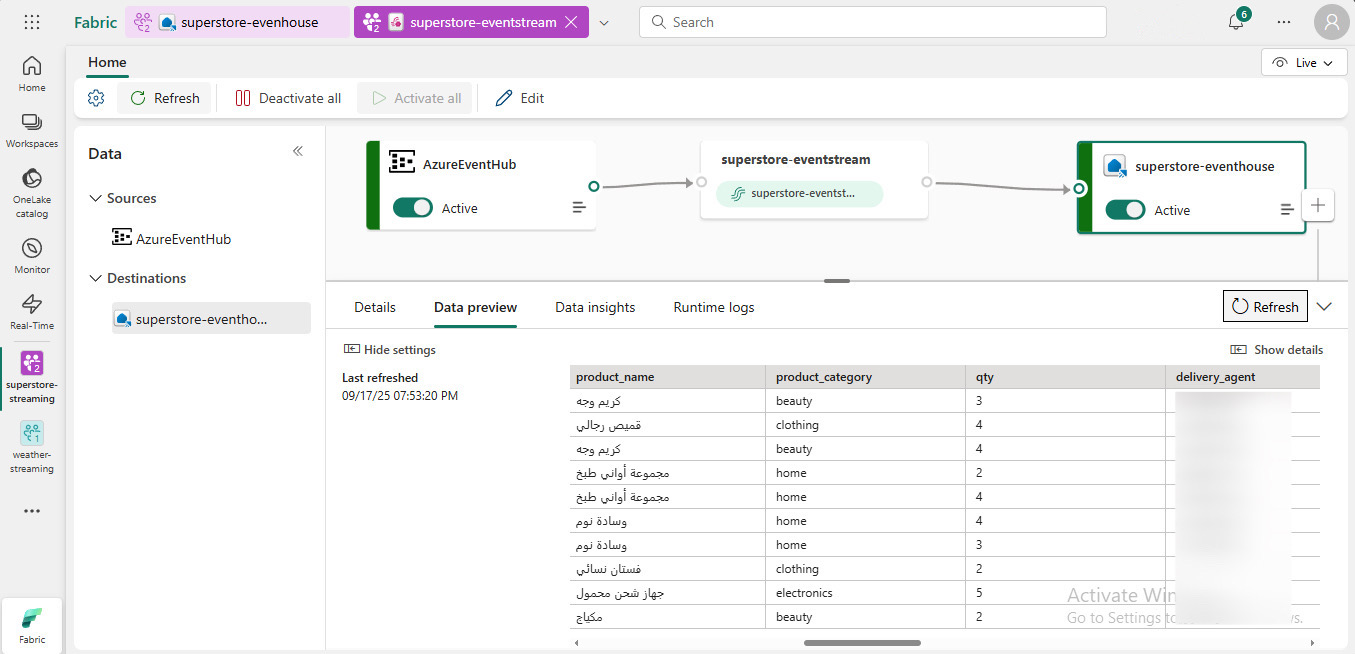 Fabric
superstore-evenhouse
superstore-eventstream
Search
6
Home
Live
Refresh
Deactivate all
Activate all
Edit
Home
Workspaces
OneLake
catalog
Monitor
Real-Time
2
superstore-
streaming
1
weather-
streaming
Fabric
Data
Sources
AzureEventHub
Destinations
superstore-eventho...
AzureEventHub
Active
superstore-eventstream
superstore-eventst...
superstore-eventhouse
Active
Details Data preview Data insights Runtime logs
Refresh
Hide settings
Show details
Last refreshed
09/17/25 07:53:20 PM
product_name product_category qty delivery_agent
كريم وجه beauty 3
قميص رجالي clothing 4
كريم وجه beauty 4
مجموعة أواني طبخ home 2
مجموعة أواني طبخ home 4
وسادة نوم home 4
وسادة نوم home 3
فستان نسائي clothing 2
جهاز شحن محمول electronics 5
مكياج beauty 2
Activate
Go to Settings